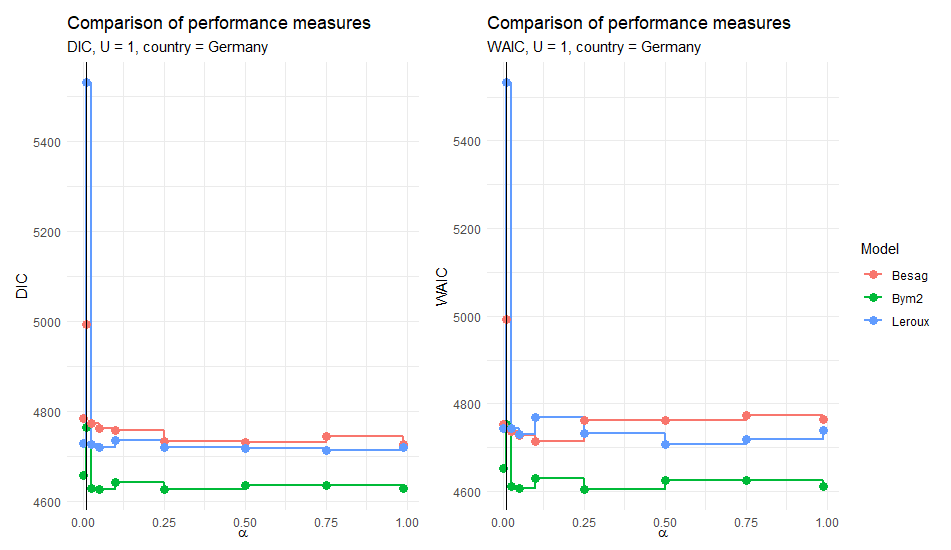 Comparison of performance measures
DIC, U = 1, country = Germany
DIC
5400
5200
5000
4800
4600
0.00 0.25 0.50 0.75 1.00
α
Comparison of performance measures
WAIC, U = 1, country = Germany
WAIC
5400
5200
5000
4800
4600
0.00 0.25 0.50 0.75 1.00
α
Model
Besag
Bym2
Leroux